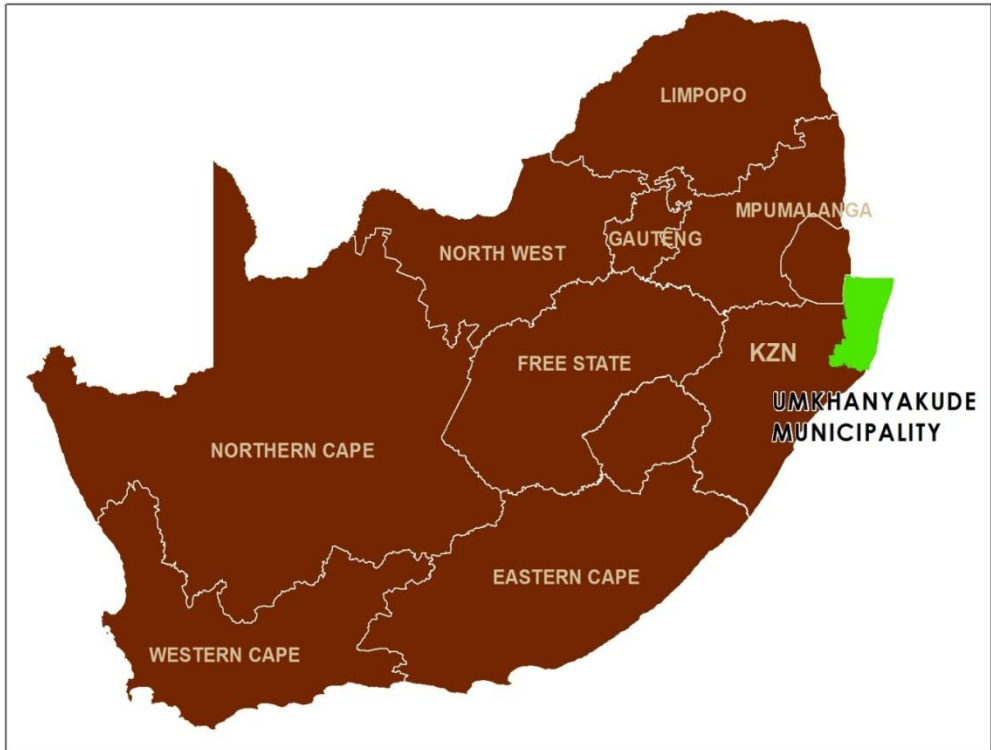 LIMPOPO
MPUMALANGA
GAUTENG
NORTH WEST
KZN
FREE STATE
UMKHANYAKUDE
MUNICIPALITY
NORTHERN CAPE
EASTERN CAPE
WESTERN CAPE